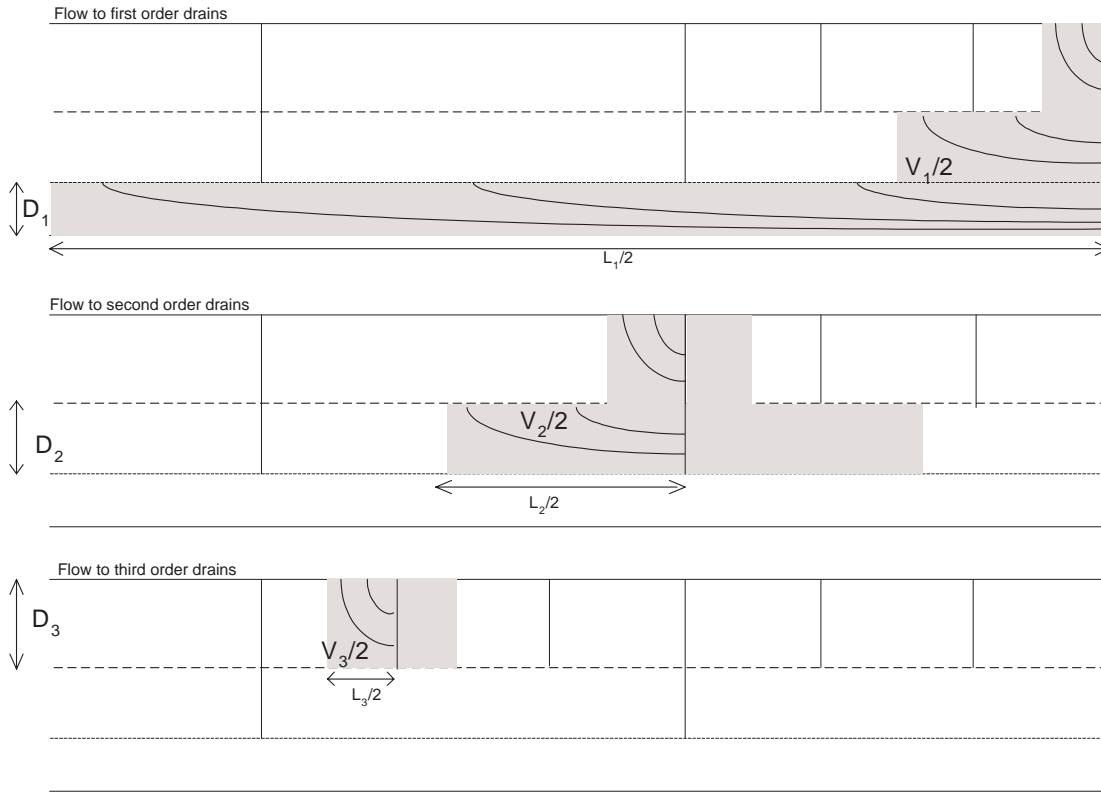 Flow to first order drains
V₁/2
D₁
L₁/2
Flow to second order drains
V₂/2
D₂
L₂/2
Flow to third order drains
D₃
V₃/2
L₃/2